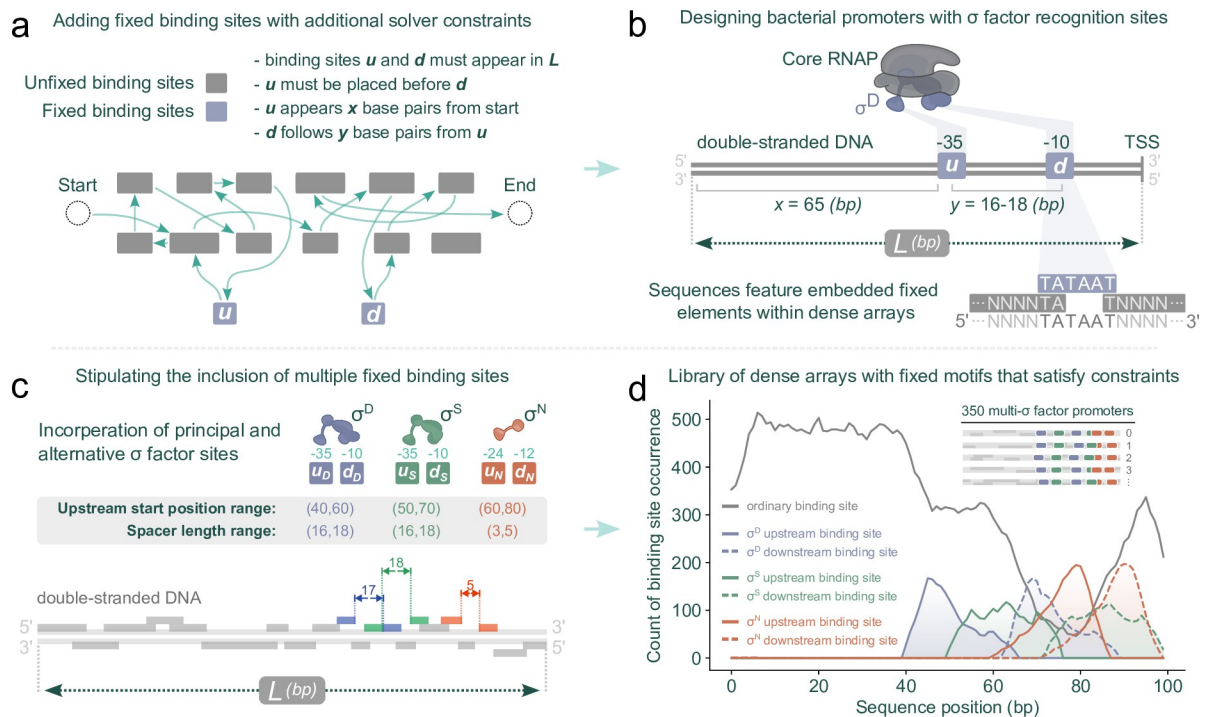 a
Adding fixed binding sites with additional solver constraints
Unfixed binding sites
Fixed binding sites
- binding sites u and d must appear in L
- u must be placed before d
- u appears x base pairs from start
- d follows y base pairs from u
Start
End
u
d
b
Designing bacterial promoters with σ factor recognition sites
Core RNAP
σD
double-stranded DNA
-35
-10
TSS
5'
3'
u
d
3'
5'
x = 65 (bp)
y = 16-18 (bp)
L (bp)
Sequences feature embedded fixed
elements within dense arrays
TATAAT
···NNNNTA
TNNNN···
5'
···NNNNTATAATNNNN···
3'
c
Stipulating the inclusion of multiple fixed binding sites
Incorperation of principal and
alternative σ factor sites
σD
σS
σN
-35 -10
-35 -10
-24 -12
uD dD
uS dS
uN dN
Upstream start position range: (40,60) (50,70) (60,80)
Spacer length range: (16,18) (16,18) (3,5)
18
17
5
double-stranded DNA
5'
3'
3'
5'
L (bp)
d
Library of dense arrays with fixed motifs that satisfy constraints
350 multi-σ factor promoters
0
1
2
3
:
ordinary binding site
σD upstream binding site
σD downstream binding site
σS upstream binding site
σS downstream binding site
σN upstream binding site
σN downstream binding site
Count of binding site occurrence
500
400
300
200
100
0
0 20 40 60 80 100
Sequence position (bp)